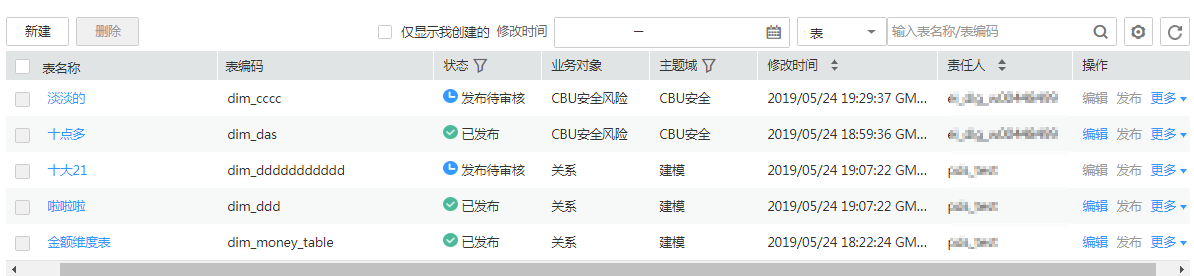 新建 删除 仅显示我创建的 修改时间 – 表 输入表名称/表编码
表名称 表编码 状态 业务对象 主题域 修改时间 责任人 操作
淡淡的 dim_cccc 发布待审核 CBU安全风险 CBU安全 2019/05/24 19:29:37 GM... 编辑 发布 更多
十点多 dim_das 已发布 CBU安全风险 CBU安全 2019/05/24 18:59:36 GM... 编辑 发布 更多
十大21 dim_ddddddddddd 发布待审核 关系 建模 2019/05/24 19:07:22 GM... 编辑 发布 更多
啦啦啦 dim_ddd 已发布 关系 建模 2019/05/24 19:07:22 GM... 编辑 发布 更多
金额维度表 dim_money_table 已发布 关系 建模 2019/05/24 18:22:24 GM... 编辑 发布 更多